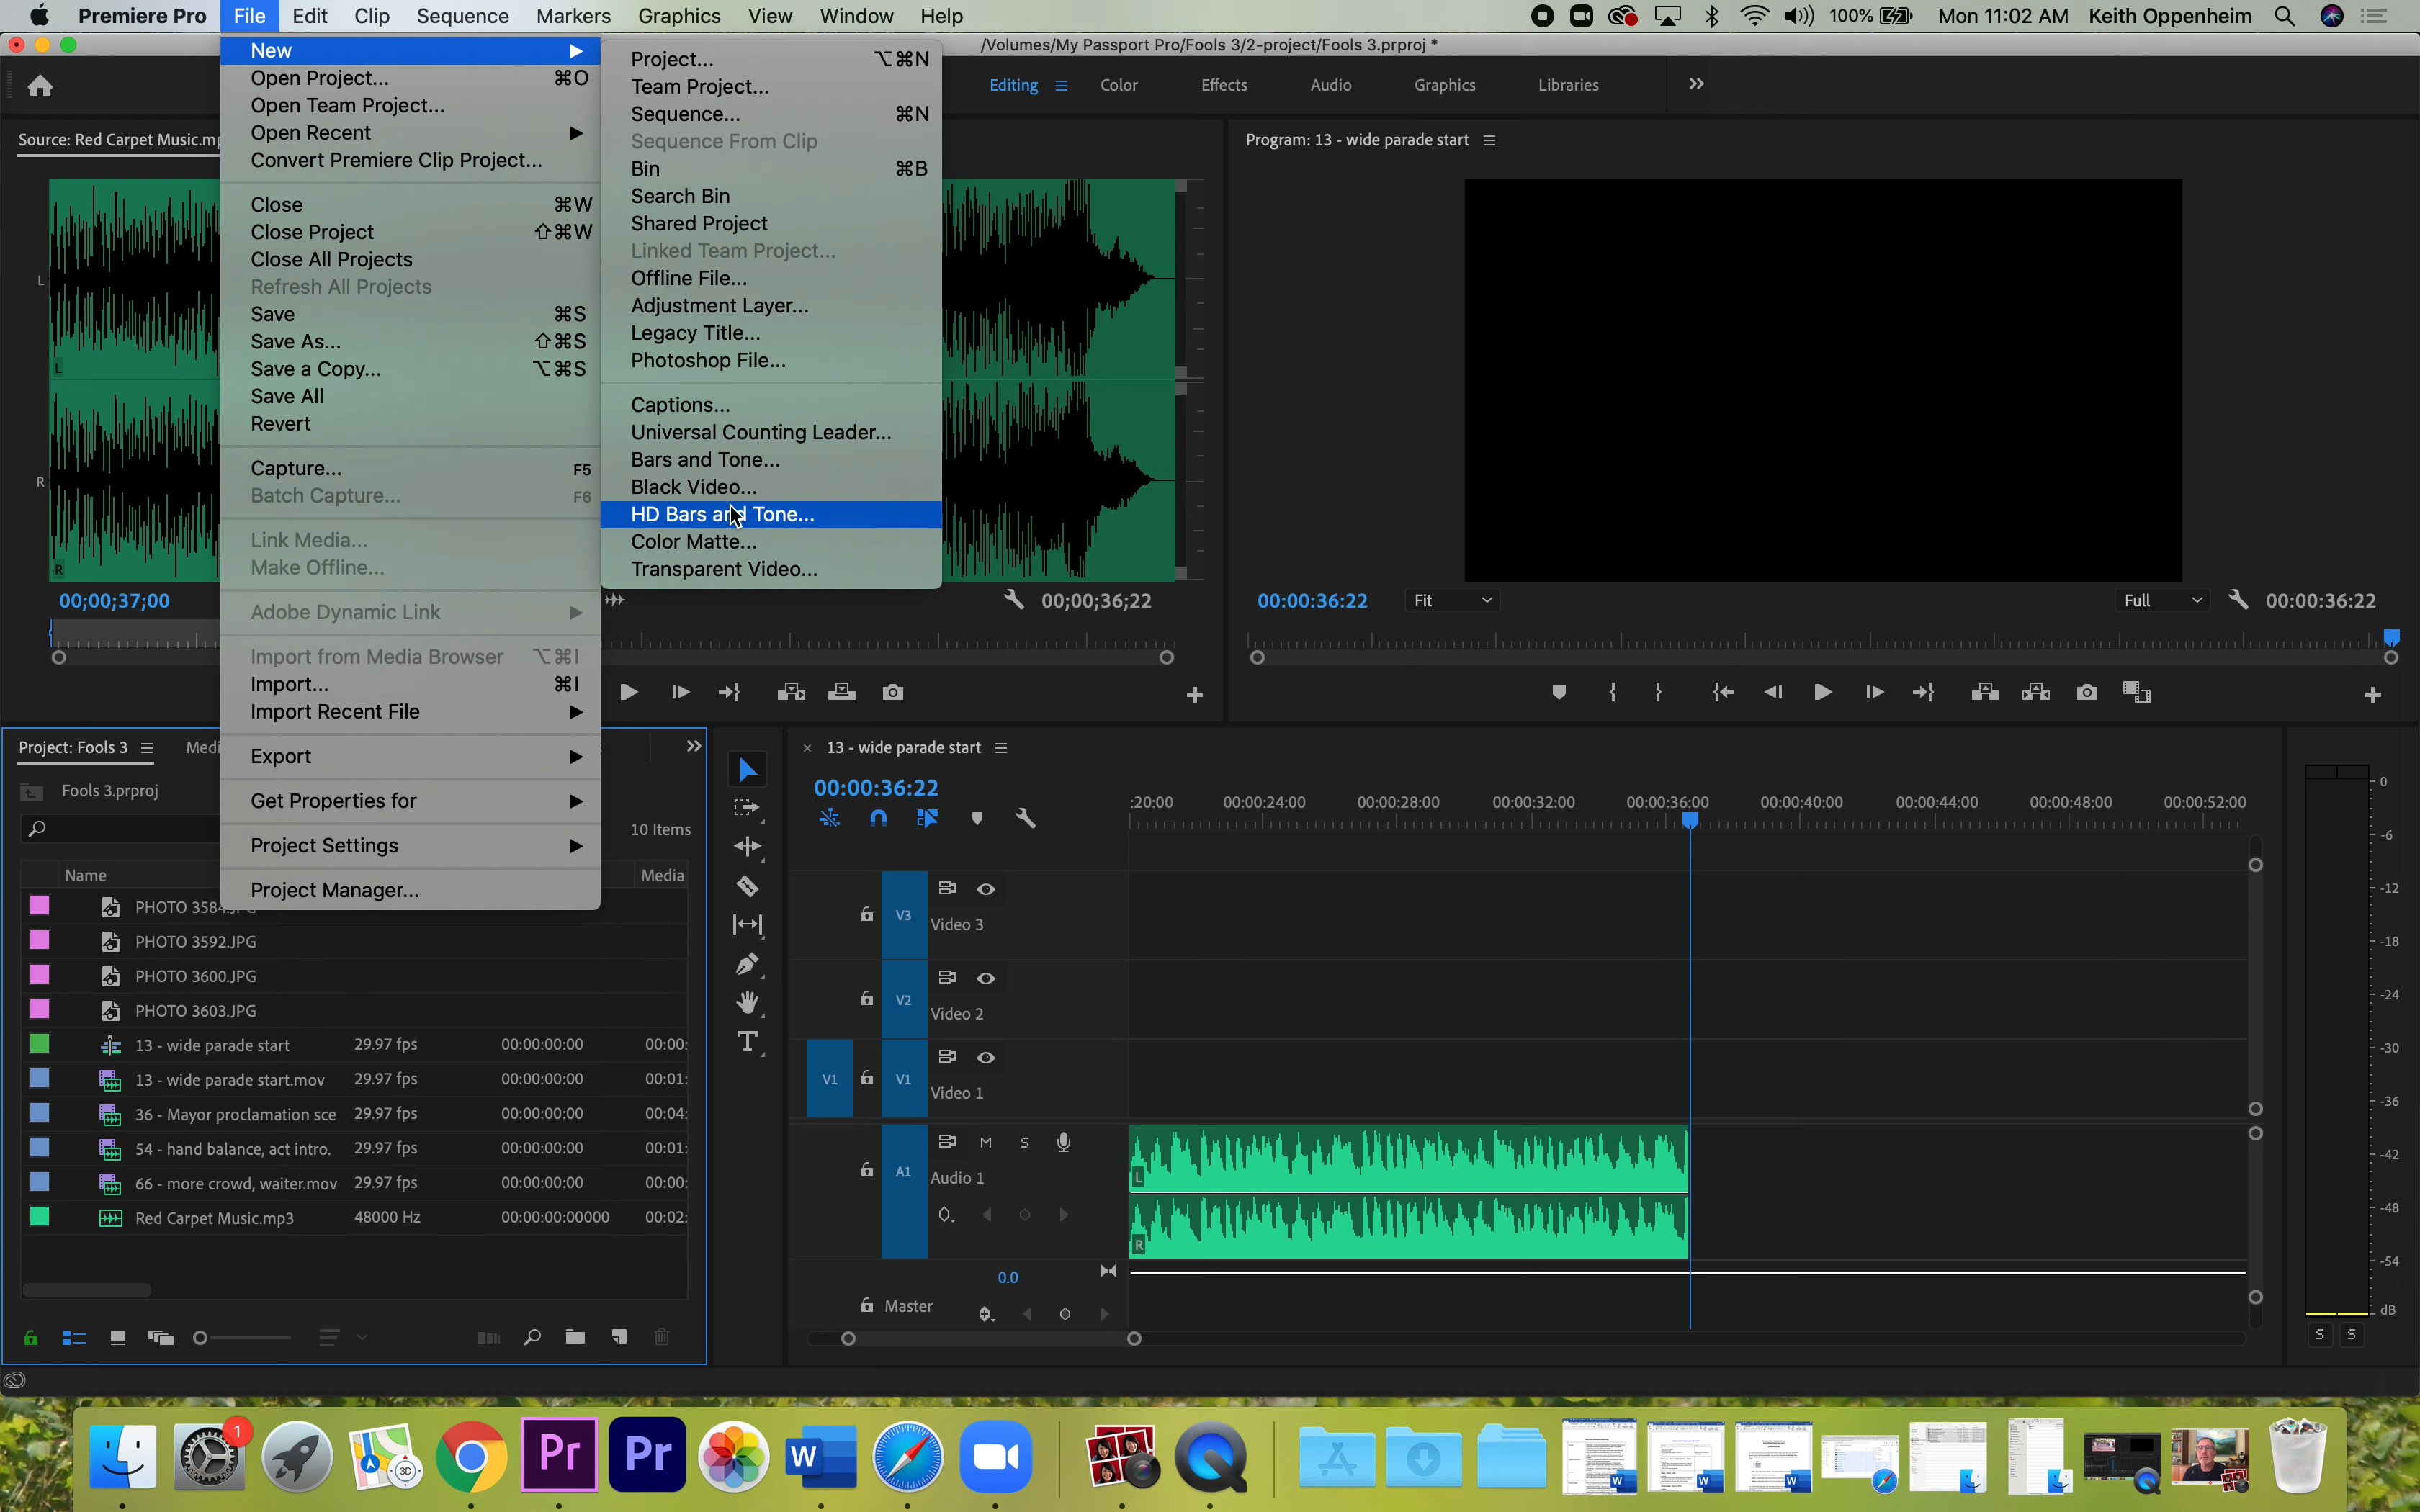 Premiere Pro File Edit Clip Sequence Markers Graphics View Window Help 100% Mon 11:02 AM Keith Oppenheim
/Volumes/My Passport Pro/Fools 3/2-project/Fools 3.prproj *
New
Open Project... ⌘O
Open Team Project...
Open Recent
Convert Premiere Clip Project...
Close ⌘W
Close Project ⇧⌘W
Close All Projects
Refresh All Projects
Save ⌘S
Save As... ⇧⌘S
Save a Copy... ⌥⌘S
Save All
Revert
Capture... F5
Batch Capture... F6
Link Media...
Make Offline...
Adobe Dynamic Link
Import from Media Browser ⌥⌘I
Import... ⌘I
Import Recent File
Export
Get Properties for
Project Settings
Project Manager...
Project... ⌥⌘N
Team Project...
Sequence... ⌘N
Sequence From Clip
Bin ⌘B
Search Bin
Shared Project
Linked Team Project...
Offline File...
Adjustment Layer...
Legacy Title...
Photoshop File...
Captions...
Universal Counting Leader...
Bars and Tone...
Black Video...
HD Bars and Tone...
Color Matte...
Transparent Video...
Editing Color Effects Audio Graphics Libraries
Source: Red Carpet Music.mp
L
R
L
R
00;00;37;00 00;00;36;22
Program: 13 - wide parade start
00:00:36:22 Fit Full 00:00:36:22
Project: Fools 3 Medi
Fools 3.prproj
10 Items
Name Media
PHOTO 3584.JPG
PHOTO 3592.JPG
PHOTO 3600.JPG
PHOTO 3603.JPG
13 - wide parade start 29.97 fps 00:00:00:00 00:00:
13 - wide parade start.mov 29.97 fps 00:00:00:00 00:01:
36 - Mayor proclamation sce 29.97 fps 00:00:00:00 00:04:
54 - hand balance, act intro. 29.97 fps 00:00:00:00 00:01:
66 - more crowd, waiter.mov 29.97 fps 00:00:00:00 00:00:
Red Carpet Music.mp3 48000 Hz 00:00:00:00000 00:02:
× 13 - wide parade start
00:00:36:22
:20:00 00:00:24:00 00:00:28:00 00:00:32:00 00:00:36:00 00:00:40:00 00:00:44:00 00:00:48:00 00:00:52:00
V3 Video 3
V2 Video 2
V1 V1 Video 1
A1 M S Audio 1
L
R
0.0
Master
0
-6
-12
-18
-24
-30
-36
-42
-48
-54
dB
S S
1
3D
Pr Pr W
W W W